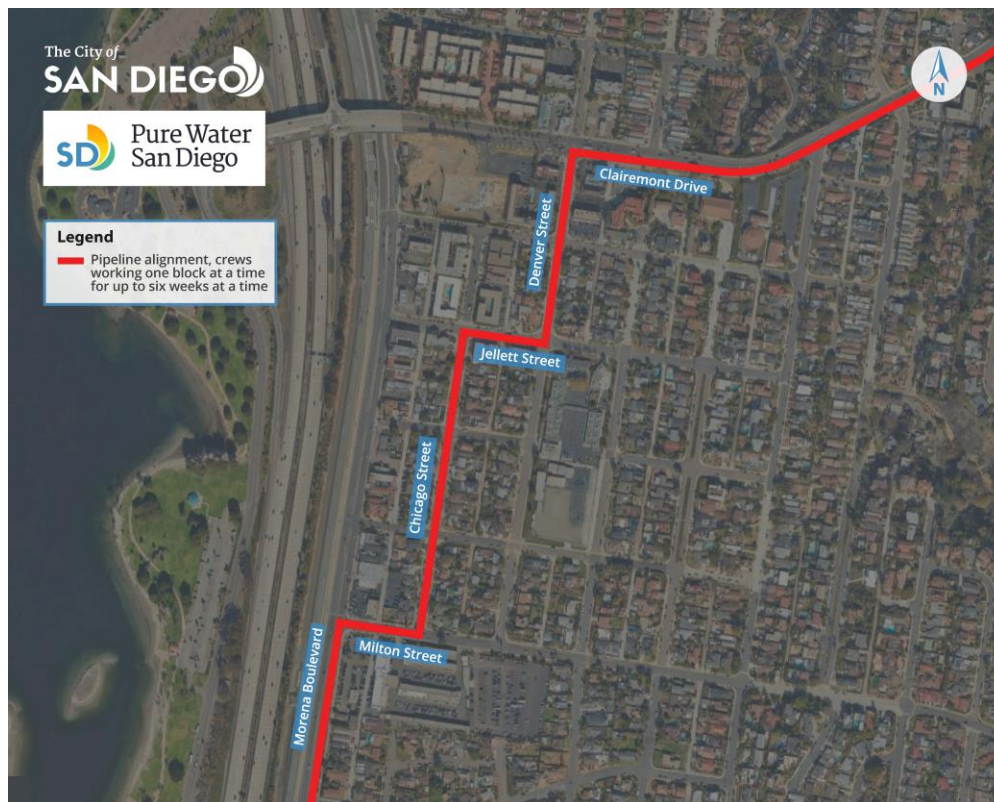 The City of
SAN DIEGO
SD
Pure Water
San Diego
Legend
Pipeline alignment, crews
working one block at a time
for up to six weeks at a time
N
Clairemont Drive
Denver Street
Jellett Street
Chicago Street
Milton Street
Morena Boulevard